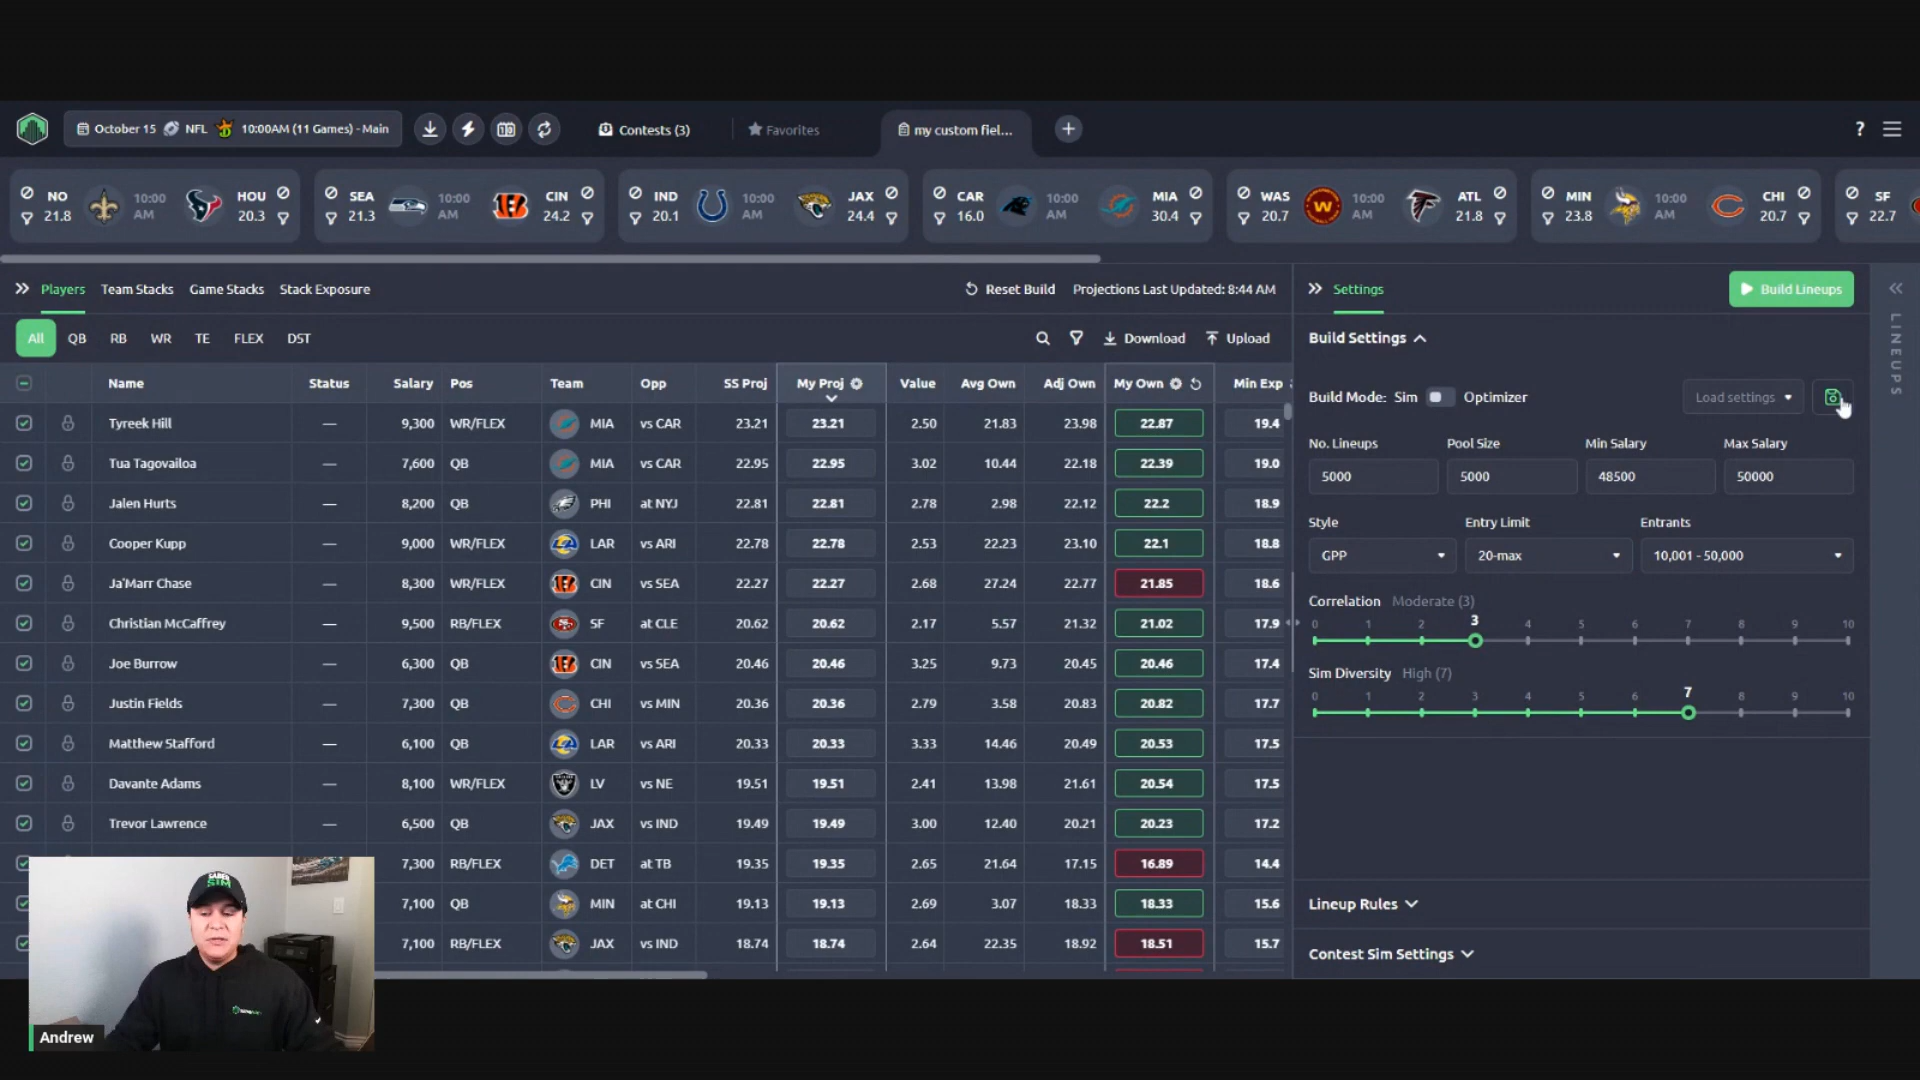 October 15 NFL 10:00AM (11 Games) - Main
Contests (3)
Favorites
my custom fiel...
+
?
NO 21.8 10:00 AM HOU 20.3
SEA 21.3 10:00 AM CIN 24.2
IND 20.1 10:00 AM JAX 24.4
CAR 16.0 10:00 AM MIA 30.4
WAS 20.7 10:00 AM ATL 21.8
MIN 23.8 10:00 AM CHI 20.7
SF 22.7
Players Team Stacks Game Stacks Stack Exposure
Reset Build Projections Last Updated: 8:44 AM
All QB RB WR TE FLEX DST
Download Upload
Name Status Salary Pos Team Opp SS Proj My Proj Value Avg Own Adj Own My Own Min Exp
Tyreek Hill — 9,300 WR/FLEX MIA vs CAR 23.21 23.21 2.50 21.83 23.98 22.87 19.4
Tua Tagovailoa — 7,600 QB MIA vs CAR 22.95 22.95 3.02 10.44 22.18 22.39 19.0
Jalen Hurts — 8,200 QB PHI at NYJ 22.81 22.81 2.78 2.98 22.12 22.2 18.9
Cooper Kupp — 9,000 WR/FLEX LAR vs ARI 22.78 22.78 2.53 22.23 23.10 22.1 18.8
Ja'Marr Chase — 8,300 WR/FLEX CIN vs SEA 22.27 22.27 2.68 27.24 22.77 21.85 18.6
Christian McCaffrey — 9,500 RB/FLEX SF at CLE 20.62 20.62 2.17 5.57 21.32 21.02 17.9
Joe Burrow — 6,300 QB CIN vs SEA 20.46 20.46 3.25 9.73 20.45 20.46 17.4
Justin Fields — 7,300 QB CHI vs MIN 20.36 20.36 2.79 3.58 20.83 20.82 17.7
Matthew Stafford — 6,100 QB LAR vs ARI 20.33 20.33 3.33 14.46 20.49 20.53 17.5
Davante Adams — 8,100 WR/FLEX LV vs NE 19.51 19.51 2.41 13.98 21.61 20.54 17.5
Trevor Lawrence — 6,500 QB JAX vs IND 19.49 19.49 3.00 12.40 20.21 20.23 17.2
7,300 RB/FLEX DET at TB 19.35 19.35 2.65 21.64 17.15 16.89 14.4
7,100 QB MIN at CHI 19.13 19.13 2.69 3.07 18.33 18.33 15.6
7,100 RB/FLEX JAX vs IND 18.74 18.74 2.64 22.35 18.92 18.51 15.7
Settings
Build Lineups
Build Settings
Build Mode: Sim Optimizer
Load settings
No. Lineups Pool Size Min Salary Max Salary
5000 5000 48500 50000
Style Entry Limit Entrants
GPP 20-max 10,001 - 50,000
Correlation Moderate (3)
0 1 2 3 4 5 6 7 8 9 10
Sim Diversity High (7)
0 1 2 3 4 5 6 7 8 9 10
Lineup Rules
Contest Sim Settings
LINEUPS
SABER
SIM
Andrew